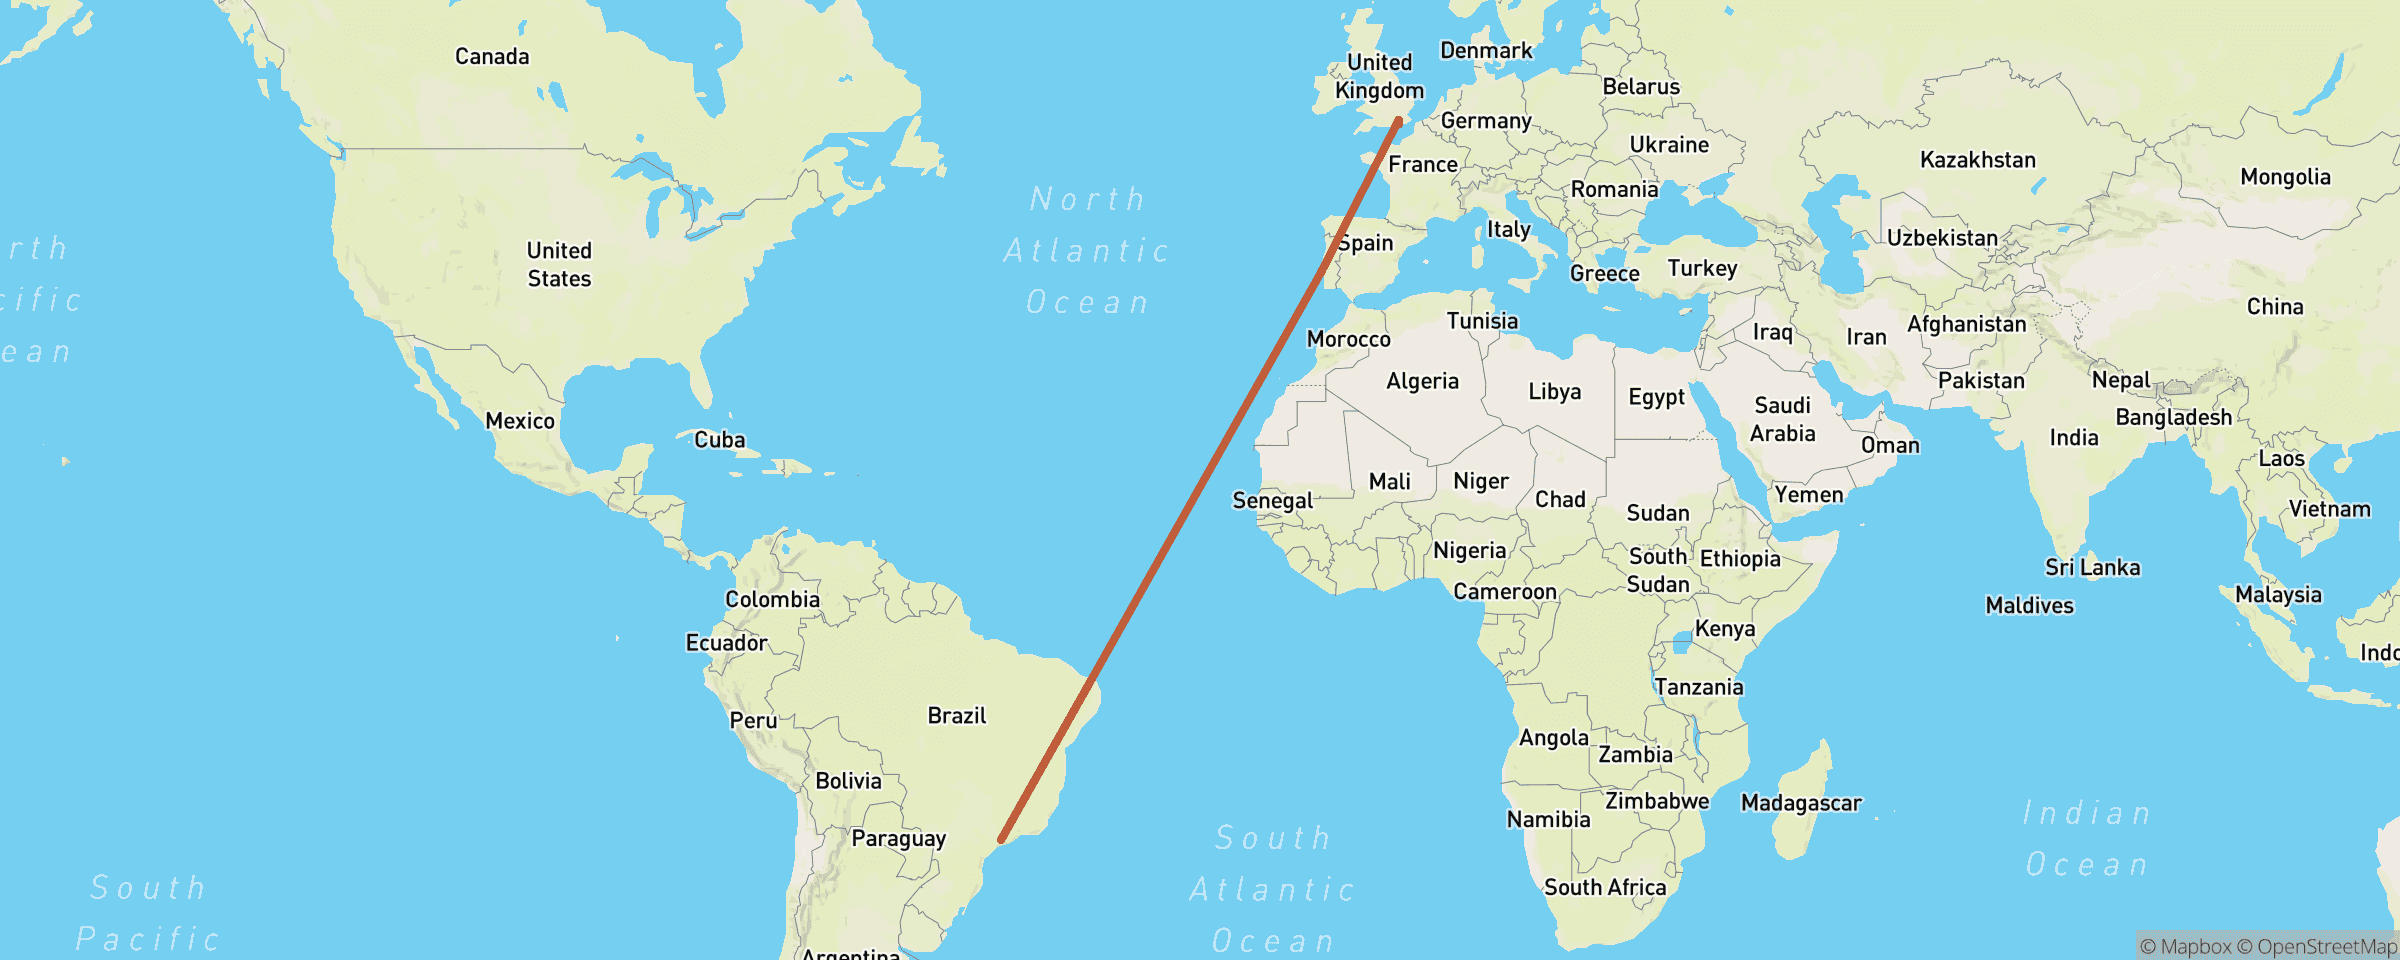 Canada
United
Kingdom
Denmark
Belarus
Germany
Ukraine
France
Kazakhstan
Mongolia
Romania
North
Atlantic
Ocean
rth
cific
ean
United
States
Spain
Italy
Greece
Turkey
Uzbekistan
China
Tunisia
Morocco
Iraq
Iran
Afghanistan
Algeria
Libya
Egypt
Pakistan
Nepal
Saudi
Arabia
Bangladesh
Mexico
Cuba
Oman
India
Laos
Mali
Niger
Chad
Yemen
Senegal
Sudan
Vietnam
Nigeria
South
Sudan
Ethiopia
Sri Lanka
Cameroon
Colombia
Malaysia
Maldives
Ecuador
Kenya
Indo
Tanzania
Peru
Brazil
Angola
Zambia
Bolivia
Zimbabwe
Madagascar
Namibia
Indian
Ocean
Paraguay
South
Atlantic
Ocean
South Africa
South
Pacific
Argentina
© Mapbox © OpenStreetMap